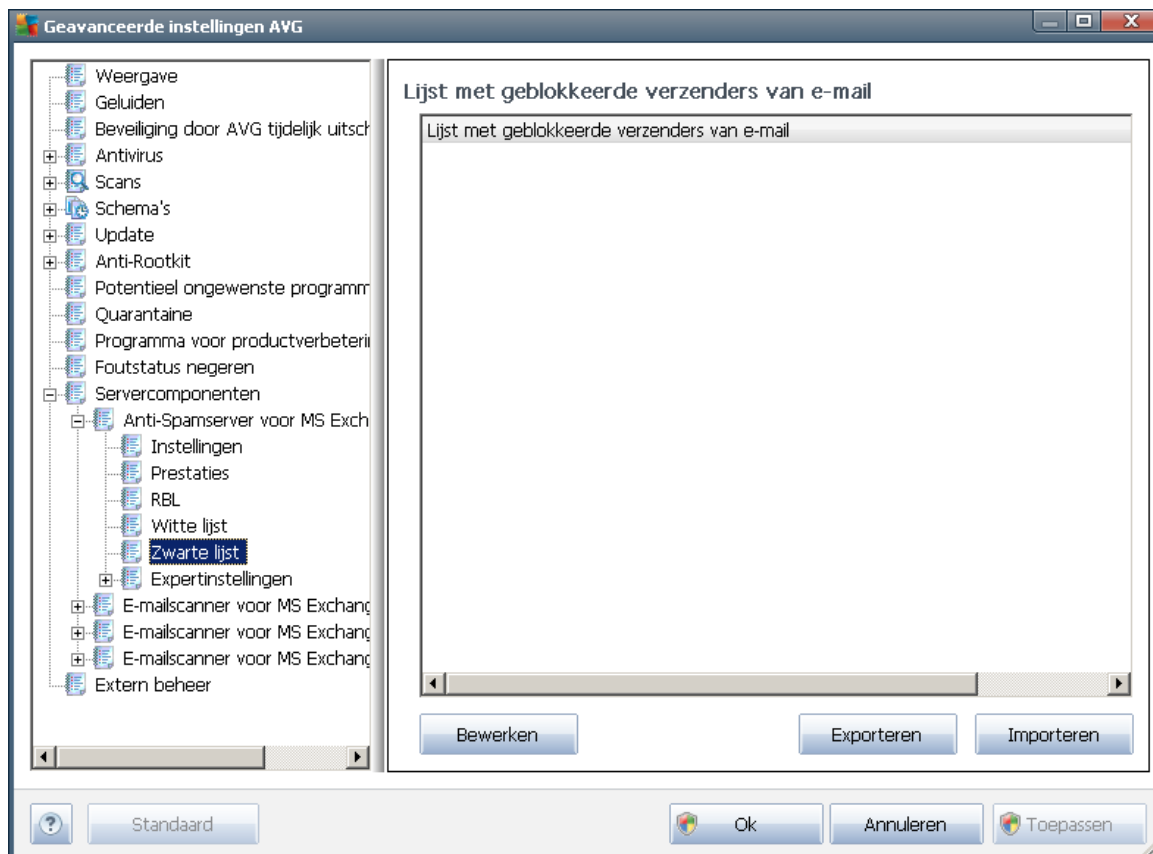 Geavanceerde instellingen AVG
Weergave
Geluiden
Beveiliging door AVG tijdelijk uitsch
Antivirus
Scans
Schema's
Update
Anti-Rootkit
Potentieel ongewenste programm
Quarantaine
Programma voor productverbeterin
Foutstatus negeren
Servercomponenten
Anti-Spamserver voor MS Exch
Instellingen
Prestaties
RBL
Witte lijst
Zwarte lijst
Expertinstellingen
E-mailscanner voor MS Exchang
E-mailscanner voor MS Exchang
E-mailscanner voor MS Exchang
Extern beheer
Lijst met geblokkeerde verzenders van e-mail
Lijst met geblokkeerde verzenders van e-mail
Bewerken
Exporteren
Importeren
?
Standaard
Ok
Annuleren
Toepassen